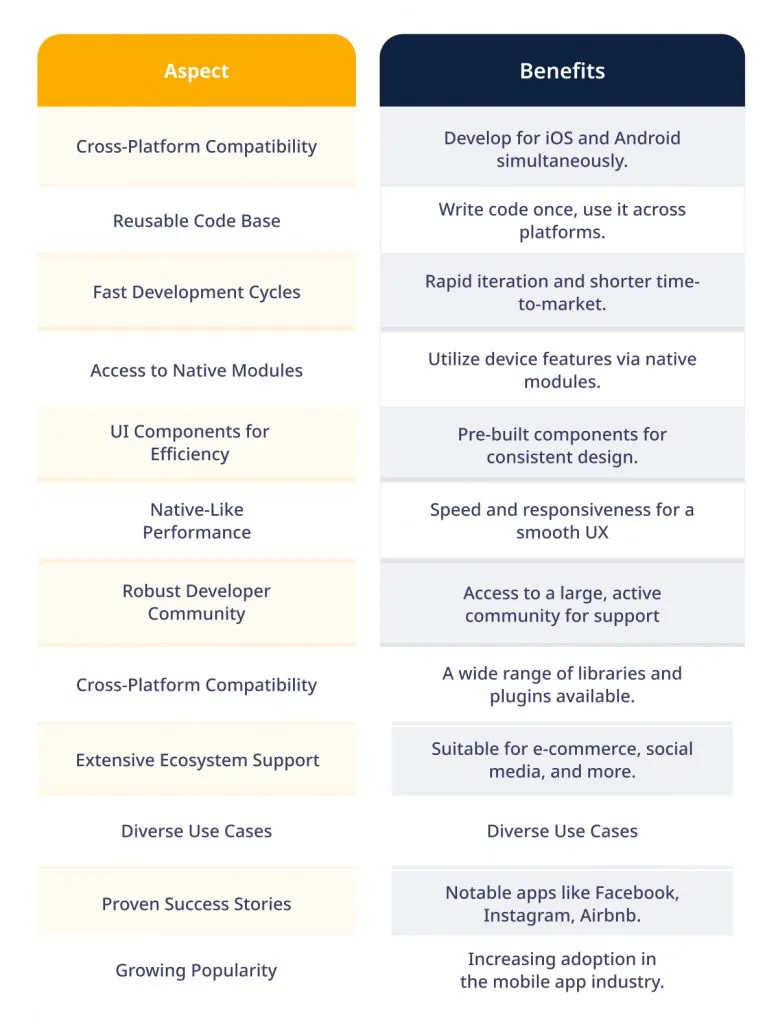 Aspect
Benefits
Cross-Platform Compatibility
Develop for iOS and Android
simultaneously.
Reusable Code Base
Write code once, use it across
platforms.
Fast Development Cycles
Rapid iteration and shorter time-
to-market.
Access to Native Modules
Utilize device features via native
modules.
UI Components for
Efficiency
Pre-built components for
consistent design.
Native-Like
Performance
Speed and responsiveness for a
smooth UX
Robust Developer
Community
Access to a large, active
community for support
Cross-Platform Compatibility
A wide range of libraries and
plugins available.
Extensive Ecosystem Support
Suitable for e-commerce, social
media, and more.
Diverse Use Cases
Diverse Use Cases
Proven Success Stories
Notable apps like Facebook,
Instagram, Airbnb.
Growing Popularity
Increasing adoption in
the mobile app industry.